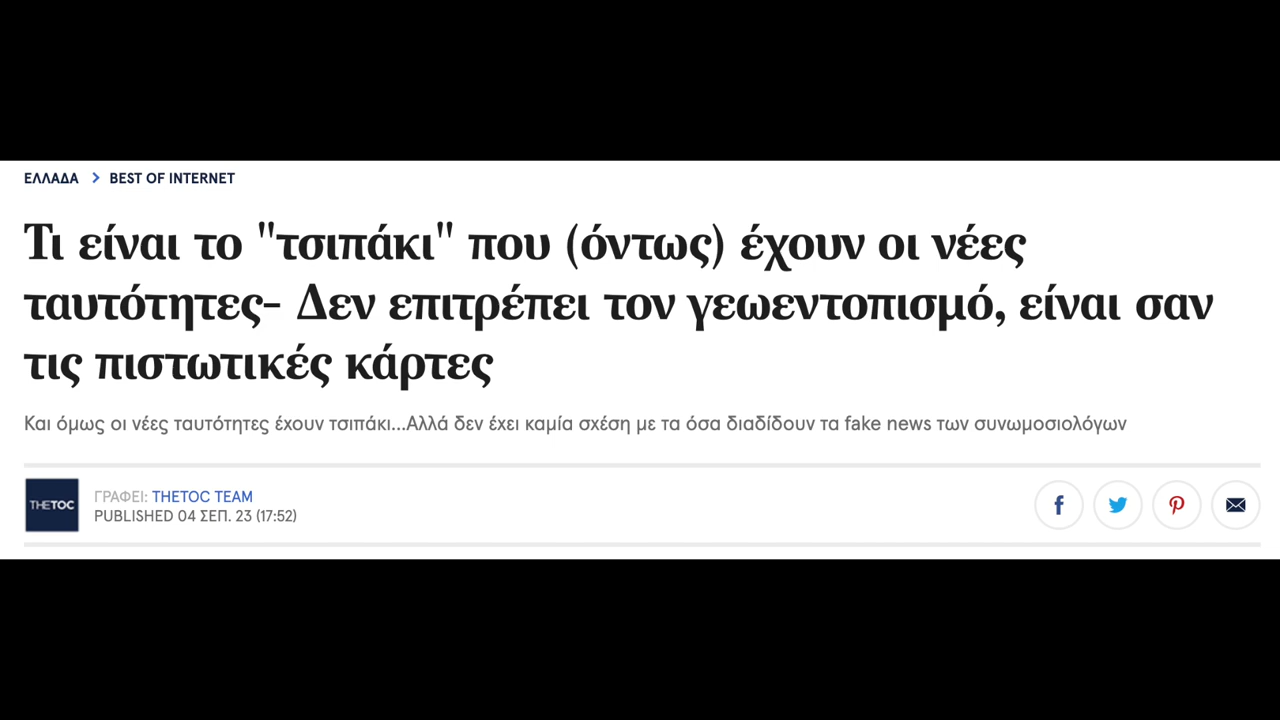 ΕΛΛΑΔΑ > BEST OF INTERNET
Τι είναι το "τσιπάκι" που (όντως) έχουν οι νέες
ταυτότητες- Δεν επιτρέπει τον γεωεντοπισμό, είναι σαν
τις πιστωτικές κάρτες
Και όμως οι νέες ταυτότητες έχουν τσιπάκι...Αλλά δεν έχει καμία σχέση με τα όσα διαδίδουν τα fake news των συνωμοσιολόγων
THETOC
ΓΡΑΦΕΙ: THETOC TEAM
PUBLISHED 04 ΣΕΠ. 23 (17:52)